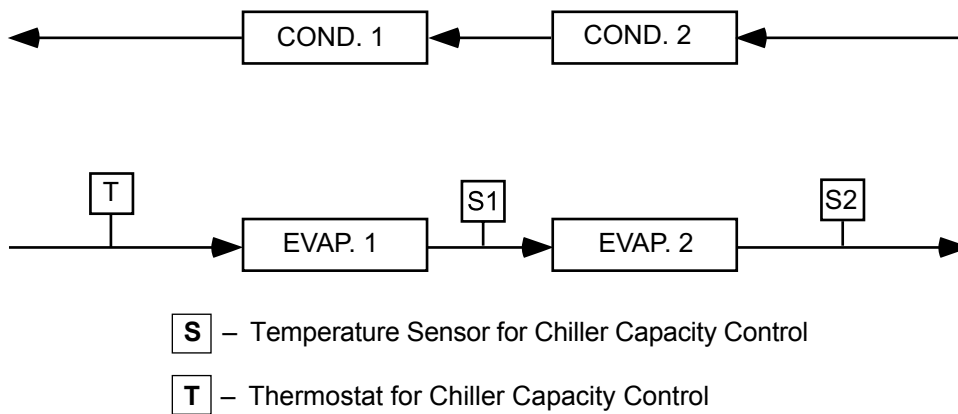 COND. 1 COND. 2
T S1 S2
EVAP. 1 EVAP. 2
S – Temperature Sensor for Chiller Capacity Control
T – Thermostat for Chiller Capacity Control